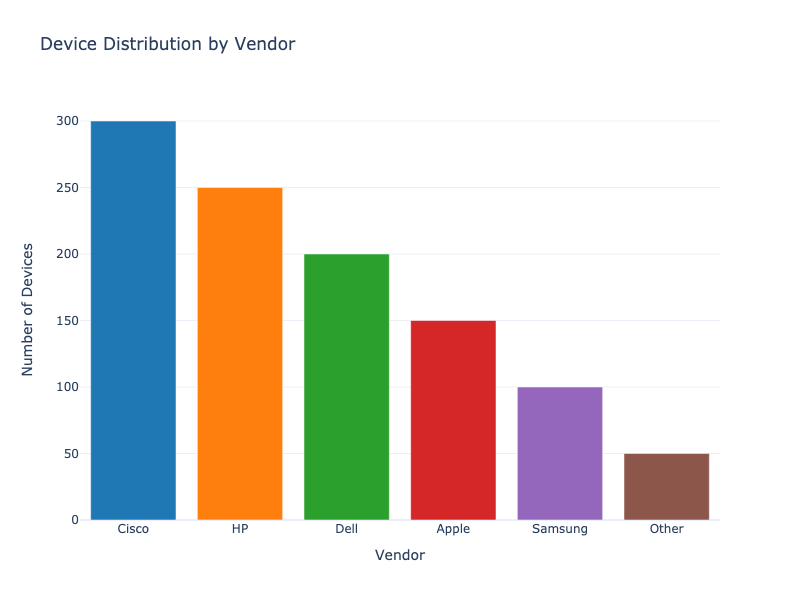 Device Distribution by Vendor
Number of Devices
300
250
200
150
100
50
0
Cisco HP Dell Apple Samsung Other
Vendor